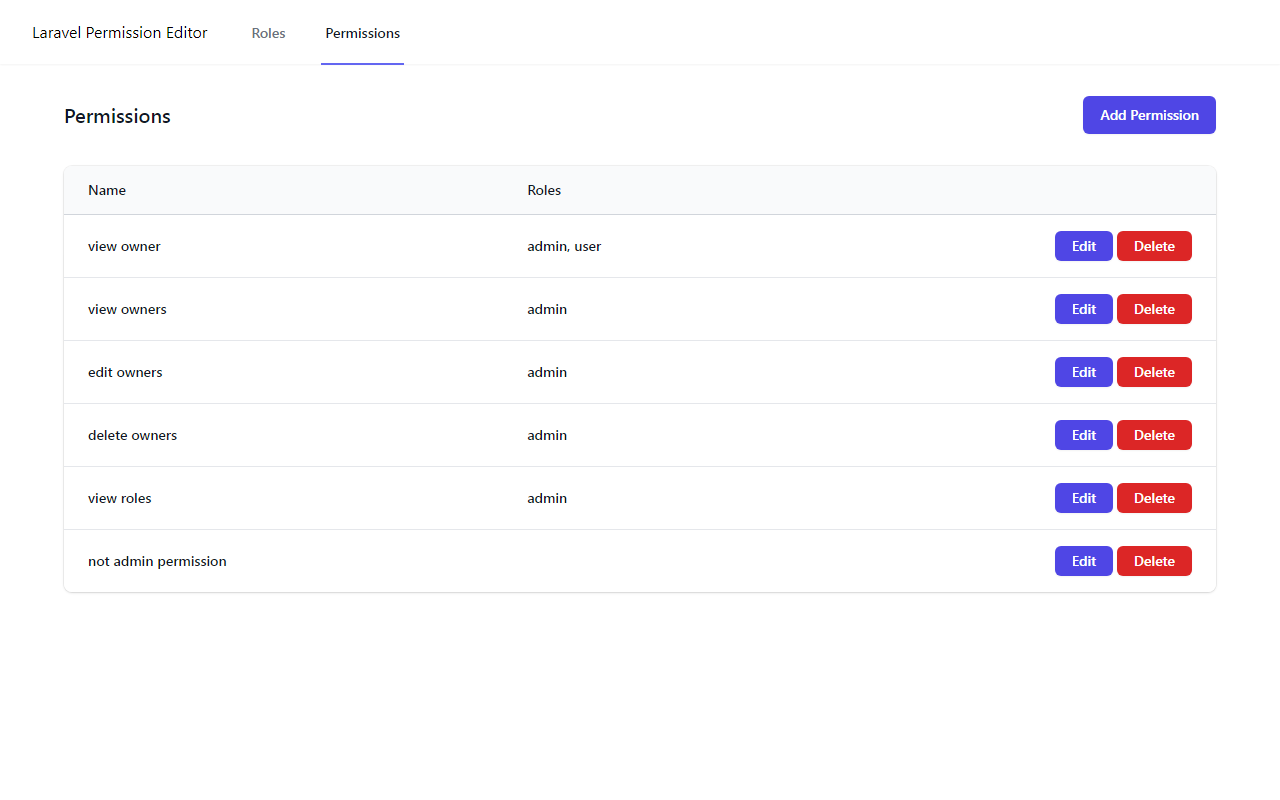 Laravel Permission Editor Roles Permissions
Permissions Add Permission
Name Roles
view owner admin, user Edit Delete
view owners admin Edit Delete
edit owners admin Edit Delete
delete owners admin Edit Delete
view roles admin Edit Delete
not admin permission Edit Delete